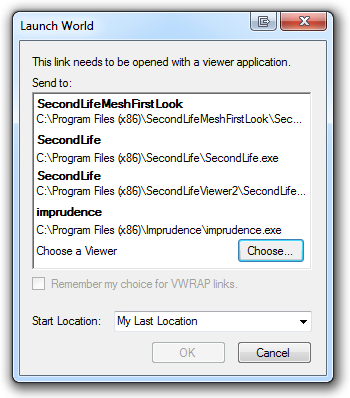 Launch World
This link needs to be opened with a viewer application.
Send to:
SecondLifeMeshFirstLook
C:\Program Files (x86)\SecondLifeMeshFirstLook\Sec...
SecondLife
C:\Program Files (x86)\SecondLife\SecondLife.exe
SecondLife
C:\Program Files (x86)\SecondLifeViewer2\SecondLife...
imprudence
C:\Program Files (x86)\Imprudence\imprudence.exe
Choose a Viewer Choose...
Remember my choice for VWRAP links.
Start Location: My Last Location
OK Cancel